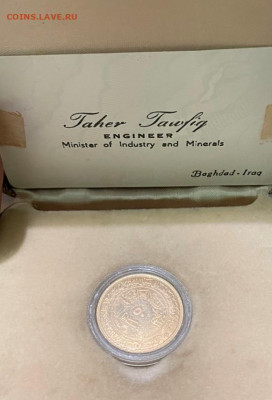 COINS.LAVE.RU
Taher Tawfiq
ENGINEER
Minister of Industry and Minerals
Baghdad - Iraq